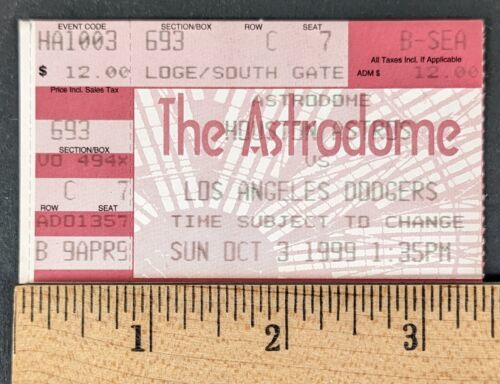 EVENT CODE SECTION/BOX ROW SEAT
HA1003 693 C 7 B-SEA
$ 12.00 LOGE/SOUTH GATE
All Taxes Incl. If Applicable
ADM $ 12.00
Price Incl. Sales Tax
693
SECTION/BOX
VO 494X
C 7
ROW SEAT
ADO1357
B 9APR9
ASTRODOME
The Astrodome
HOUSTON ASTROS
VS
LOS ANGELES DODGERS
TIME SUBJECT TO CHANGE
SUN OCT 3 1999 1:35PM
1 2 3